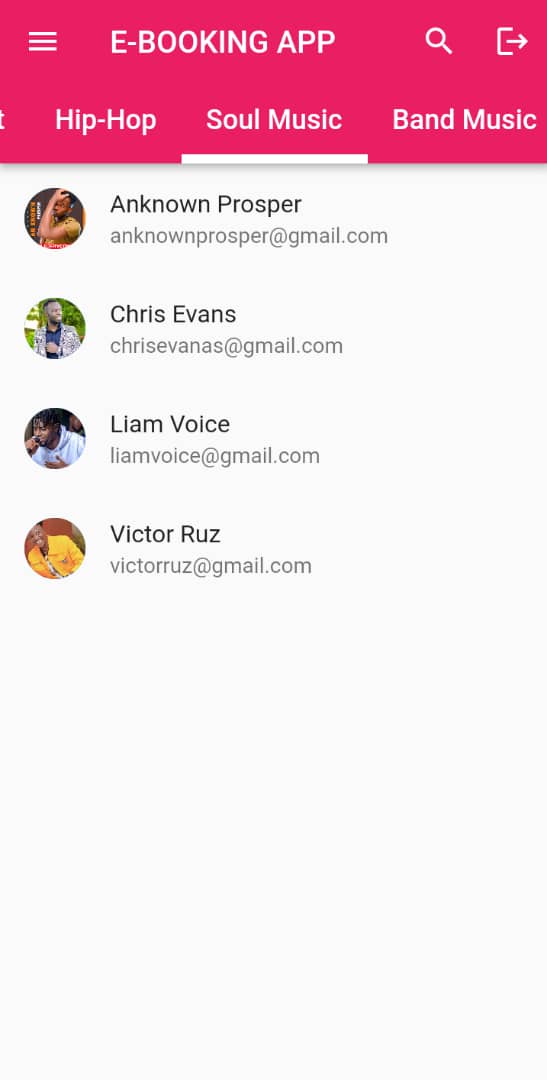 E-BOOKING APP
t Hip-Hop Soul Music Band Music
Anknown Prosper
anknownprosper@gmail.com
Chris Evans
chrisevanas@gmail.com
Liam Voice
liamvoice@gmail.com
Victor Ruz
victorruz@gmail.com